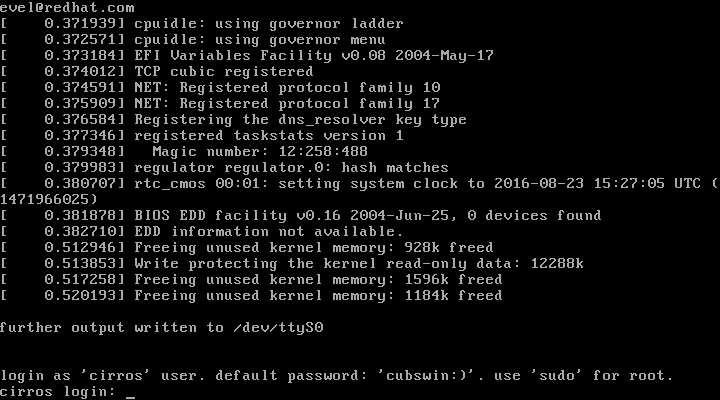 evel@redhat.com
[    0.371939] cpuidle: using governor ladder
[    0.372571] cpuidle: using governor menu
[    0.373184] EFI Variables Facility v0.08 2004-May-17
[    0.374012] TCP cubic registered
[    0.374591] NET: Registered protocol family 10
[    0.375909] NET: Registered protocol family 17
[    0.376584] Registering the dns_resolver key type
[    0.377346] registered taskstats version 1
[    0.379348]   Magic number: 12:258:488
[    0.379983] regulator regulator.0: hash matches
[    0.380707] rtc_cmos 00:01: setting system clock to 2016-08-23 15:27:05 UTC (
1471966025)
[    0.381878] BIOS EDD facility v0.16 2004-Jun-25, 0 devices found
[    0.382710] EDD information not available.
[    0.512946] Freeing unused kernel memory: 928k freed
[    0.513853] Write protecting the kernel read-only data: 12288k
[    0.517258] Freeing unused kernel memory: 1596k freed
[    0.520193] Freeing unused kernel memory: 1184k freed
further output written to /dev/ttyS0
login as 'cirros' user. default password: 'cubswin:)'. use 'sudo' for root.
cirros login: _